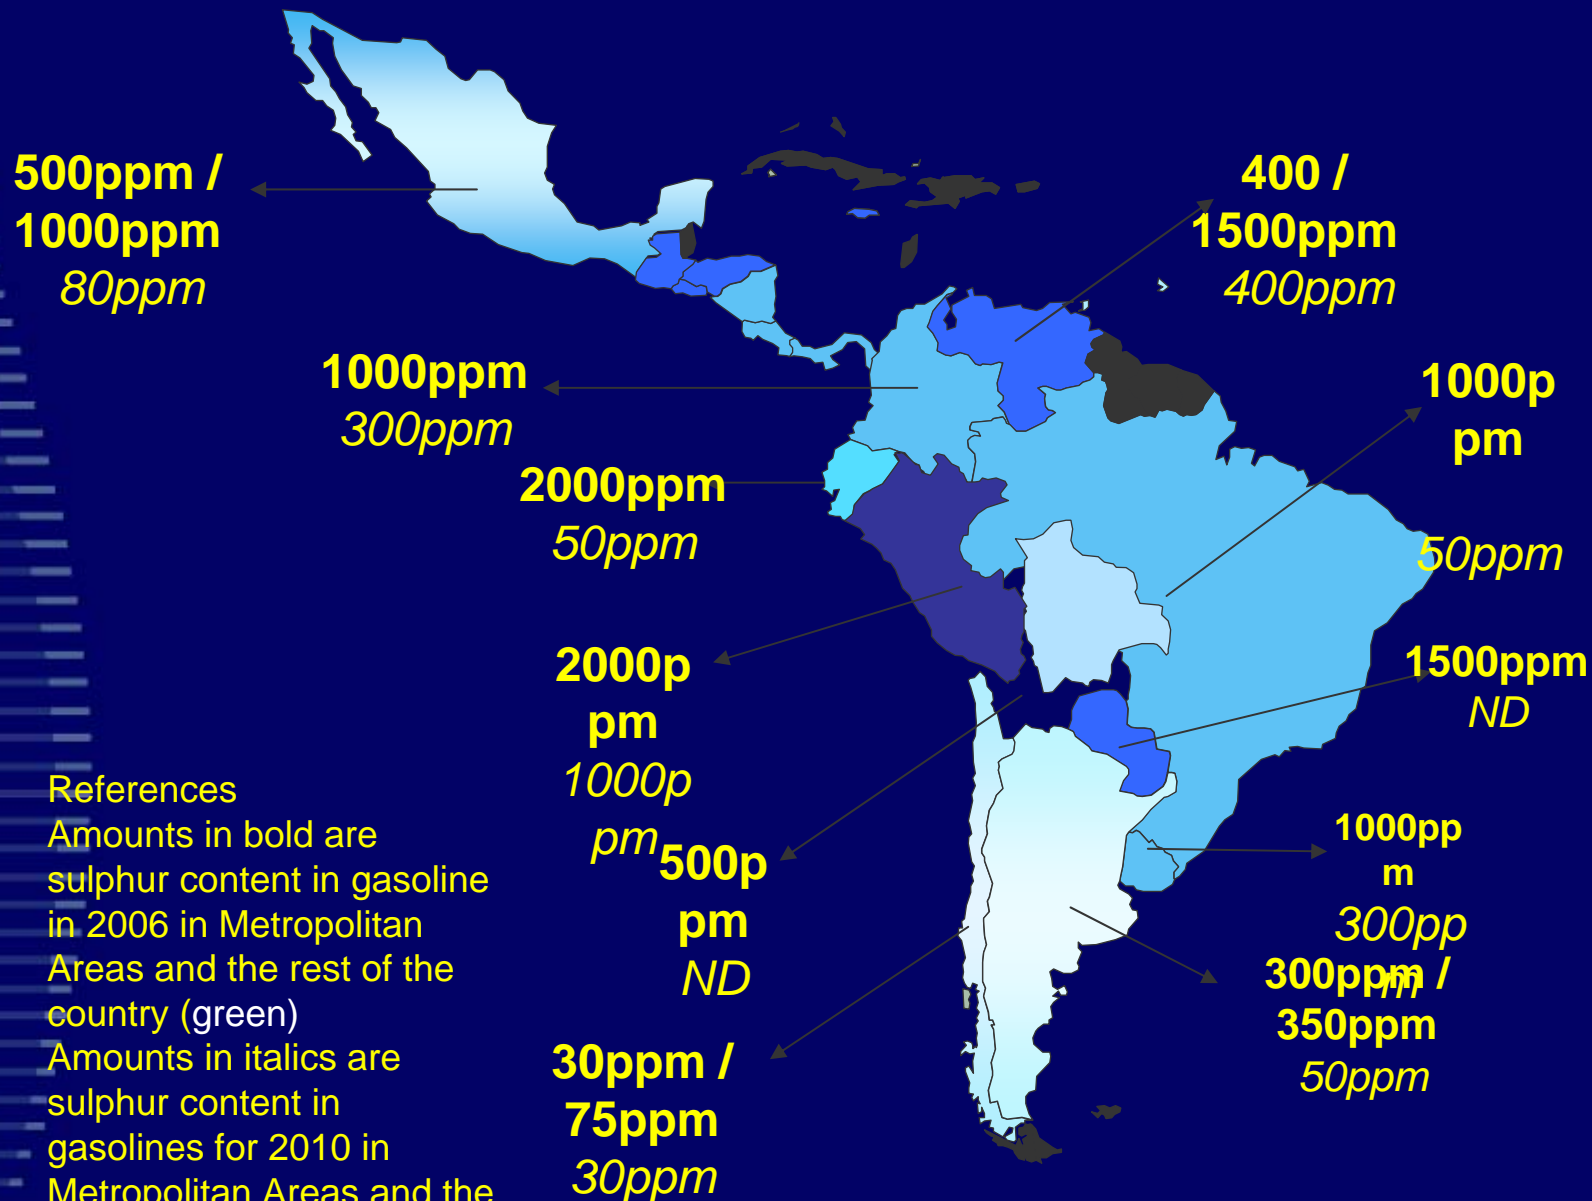 500ppm /
1000ppm
80ppm
400 /
1500ppm
400ppm
1000ppm
300ppm
1000p
pm
50ppm
2000ppm
50ppm
2000p
pm
1000p
pm
1500ppm
ND
500p
pm
ND
1000pp
m
300pp
m
300ppm /
350ppm
50ppm
30ppm /
75ppm
30ppm
References
Amounts in bold are
sulphur content in gasoline
in 2006 in Metropolitan
Areas and the rest of the
country (green)
Amounts in italics are
sulphur content in
gasolines for 2010 in
Metropolitan Areas and the